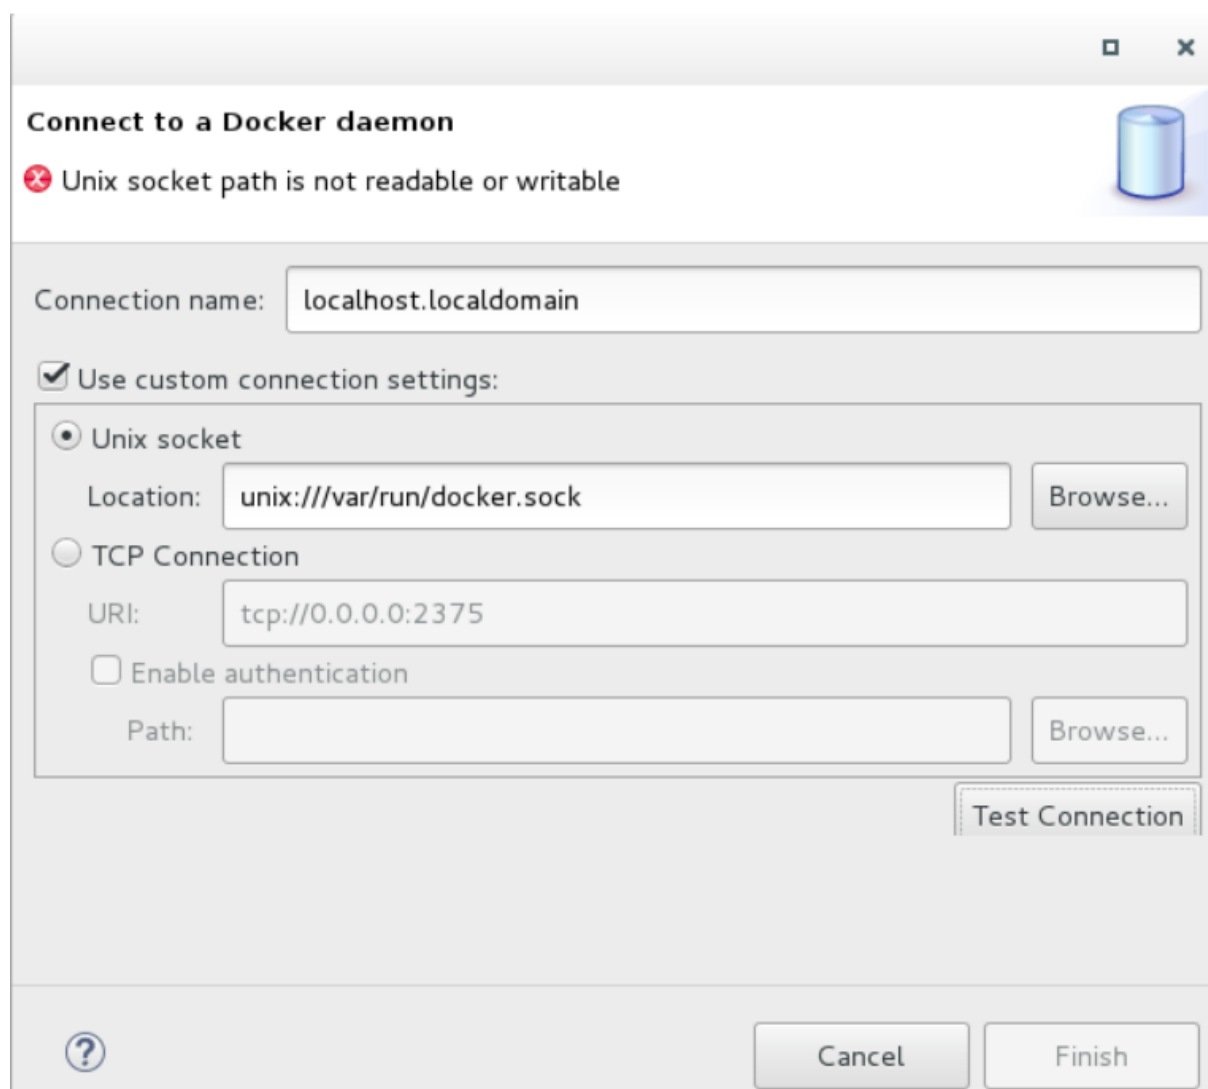 Connect to a Docker daemon
Unix socket path is not readable or writable
Connection name: localhost.localdomain
Use custom connection settings:
Unix socket
Location: unix:///var/run/docker.sock Browse...
TCP Connection
URI: tcp://0.0.0.0:2375
Enable authentication
Path: Browse...
Test Connection
? Cancel Finish